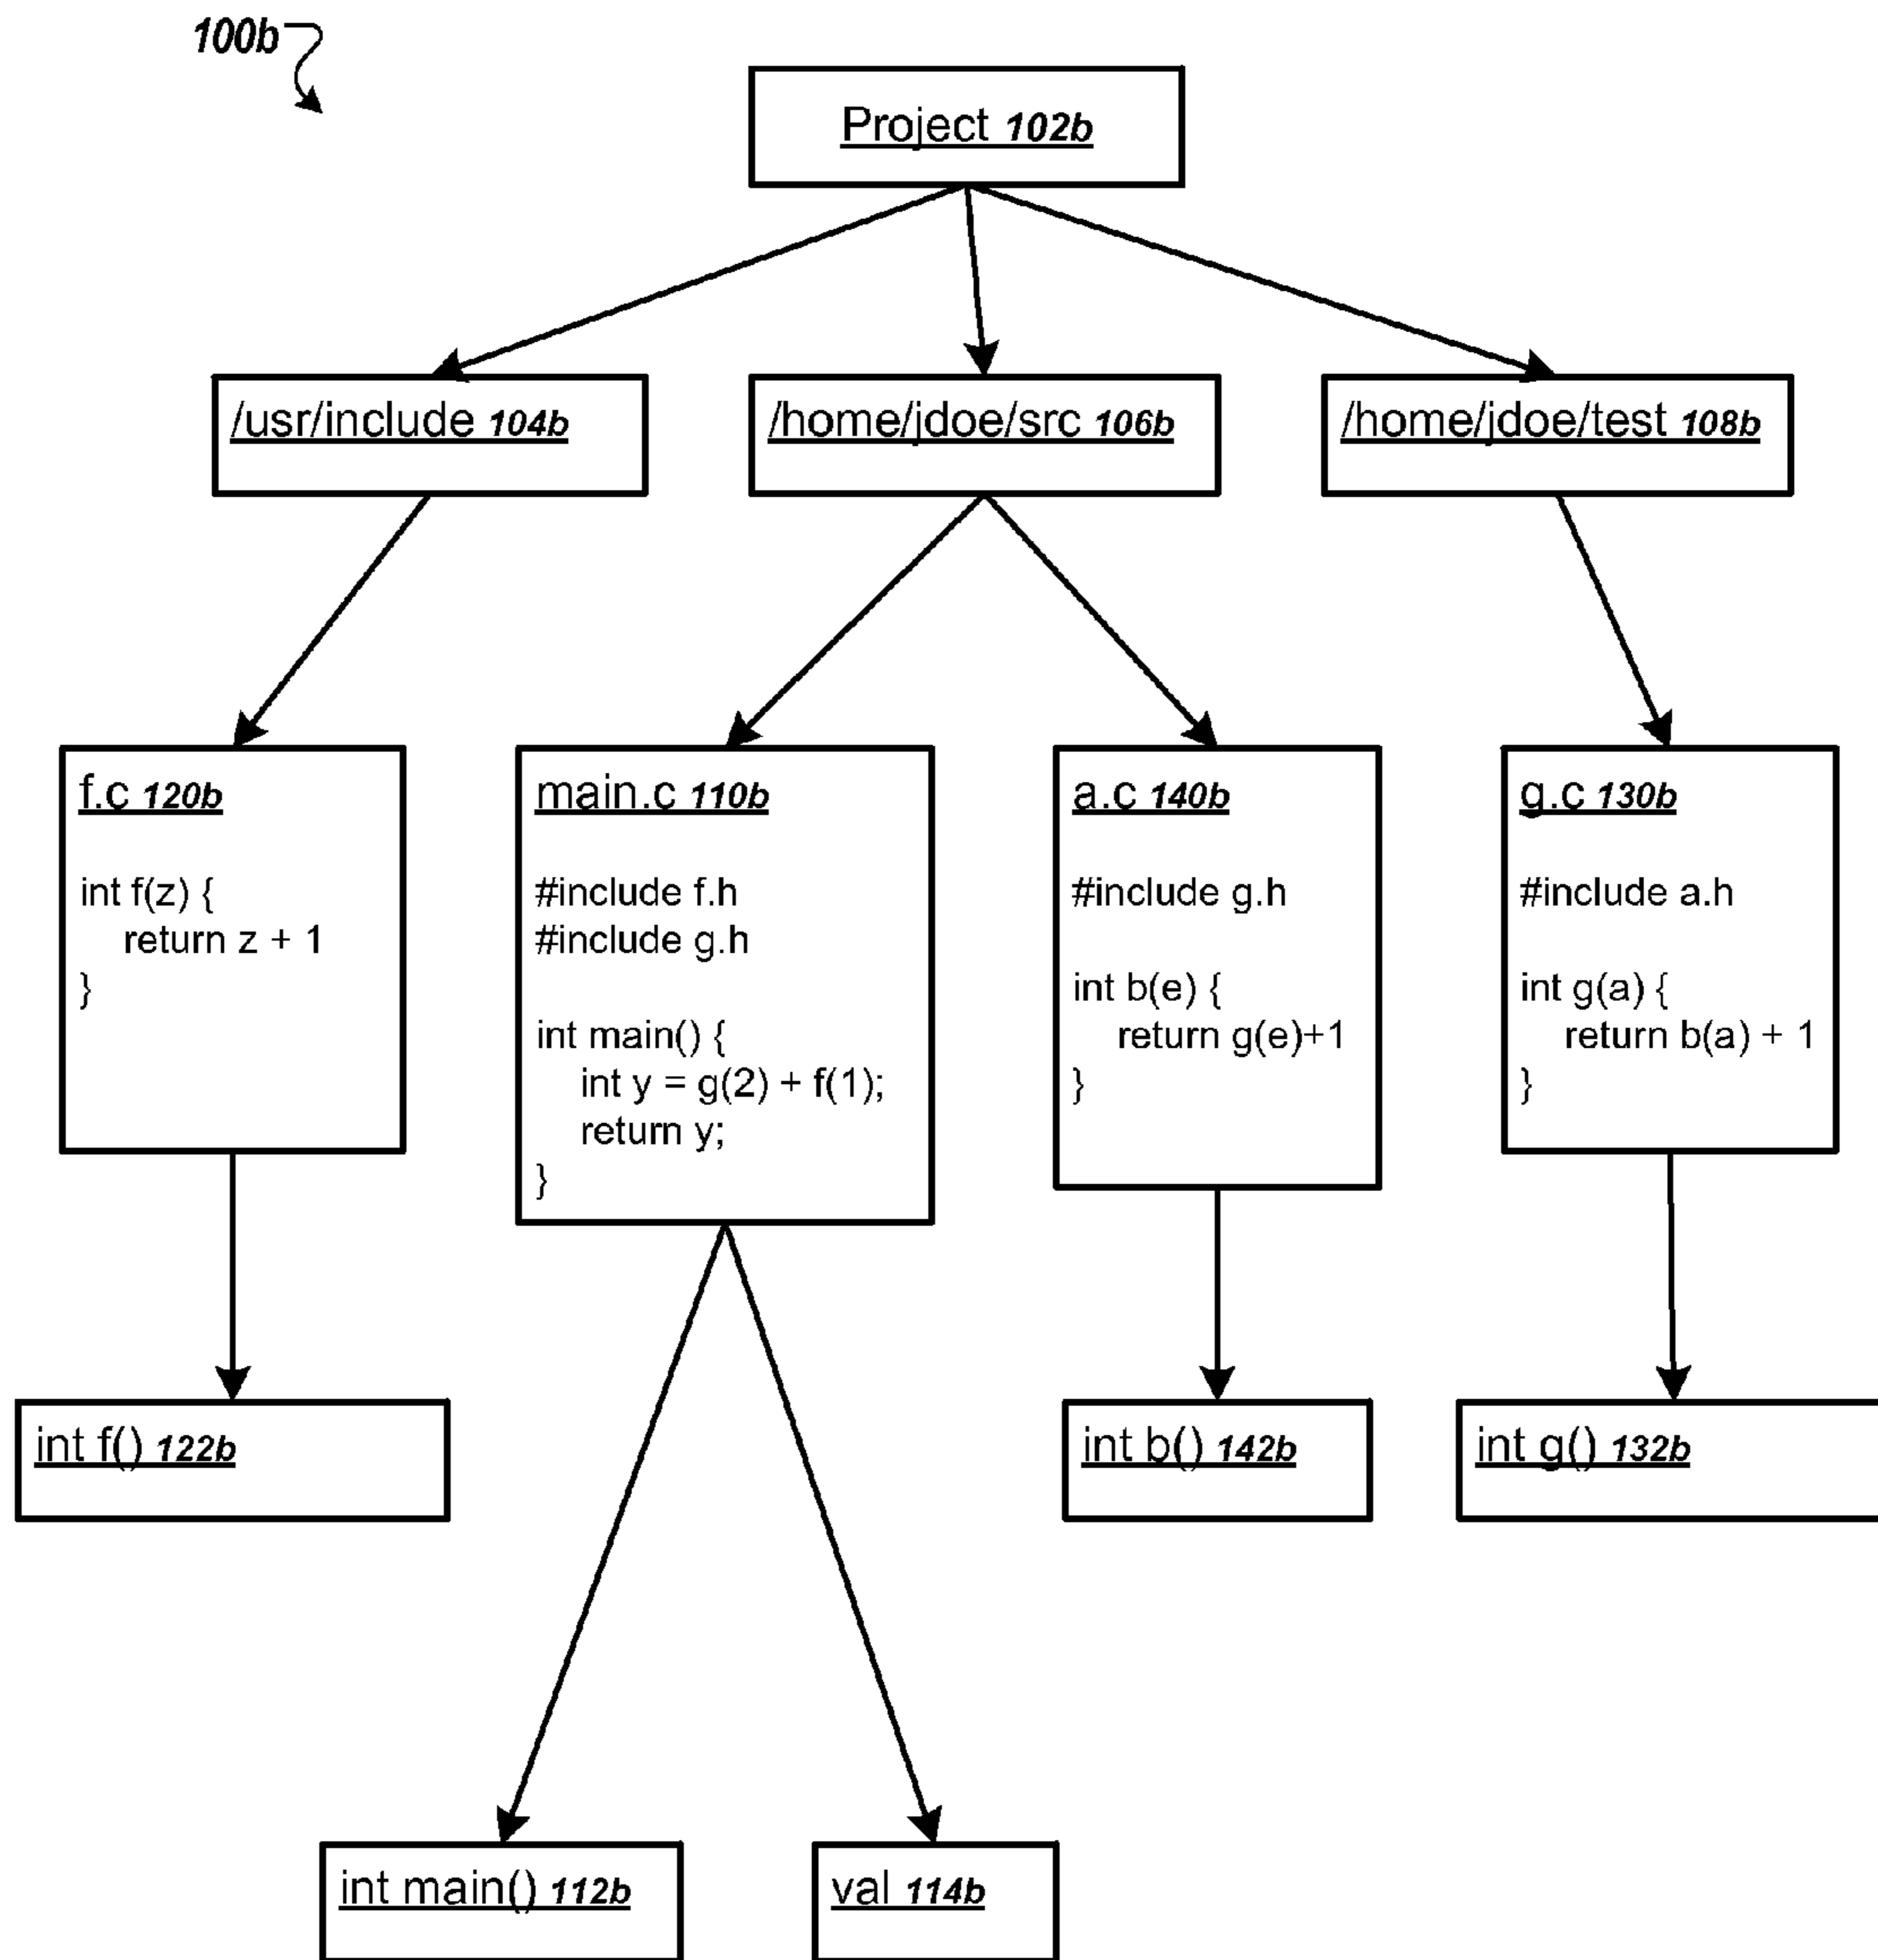 100b
Project 102b
/usr/include 104b
/home/jdoe/src 106b
/home/jdoe/test 108b
f.c 120b
int f(z) {
return z + 1
}
main.c 110b
#include f.h
#include g.h
int main() {
int y = g(2) + f(1);
return y;
}
a.c 140b
#include g.h
int b(e) {
return g(e)+1
}
g.c 130b
#include a.h
int g(a) {
return b(a) + 1
}
int f() 122b
int b() 142b
int g() 132b
int main() 112b
val 114b